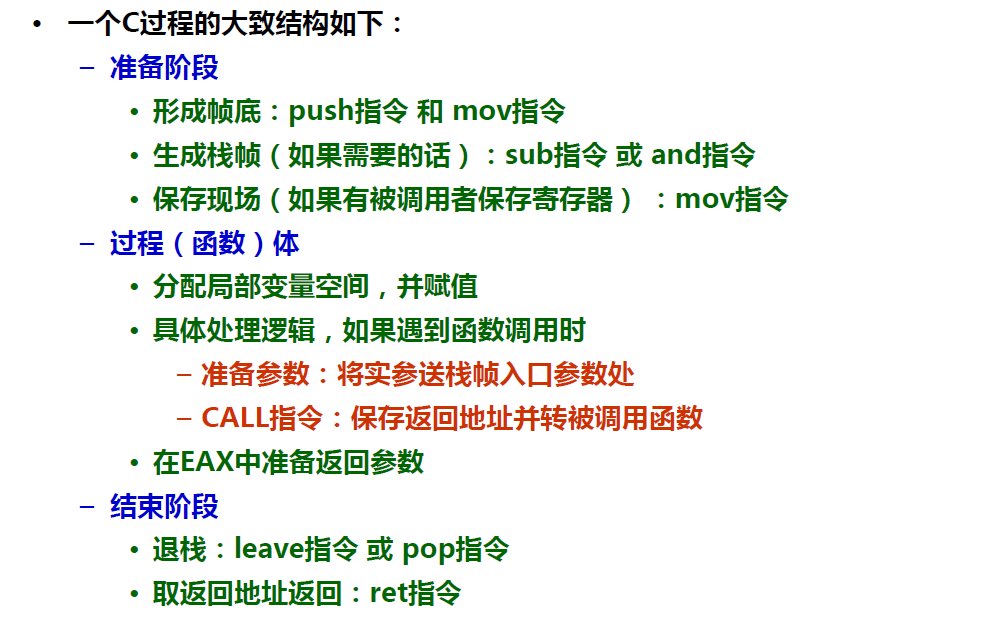 • 一个C过程的大致结构如下：
– 准备阶段
• 形成帧底：push指令 和 mov指令
• 生成栈帧（如果需要的话）：sub指令 或 and指令
• 保存现场（如果有被调用者保存寄存器） ：mov指令
– 过程（函数）体
• 分配局部变量空间，并赋值
• 具体处理逻辑，如果遇到函数调用时
– 准备参数：将实参送栈帧入口参数处
– CALL指令：保存返回地址并转被调用函数
• 在EAX中准备返回参数
– 结束阶段
• 退栈：leave指令 或 pop指令
• 取返回地址返回：ret指令